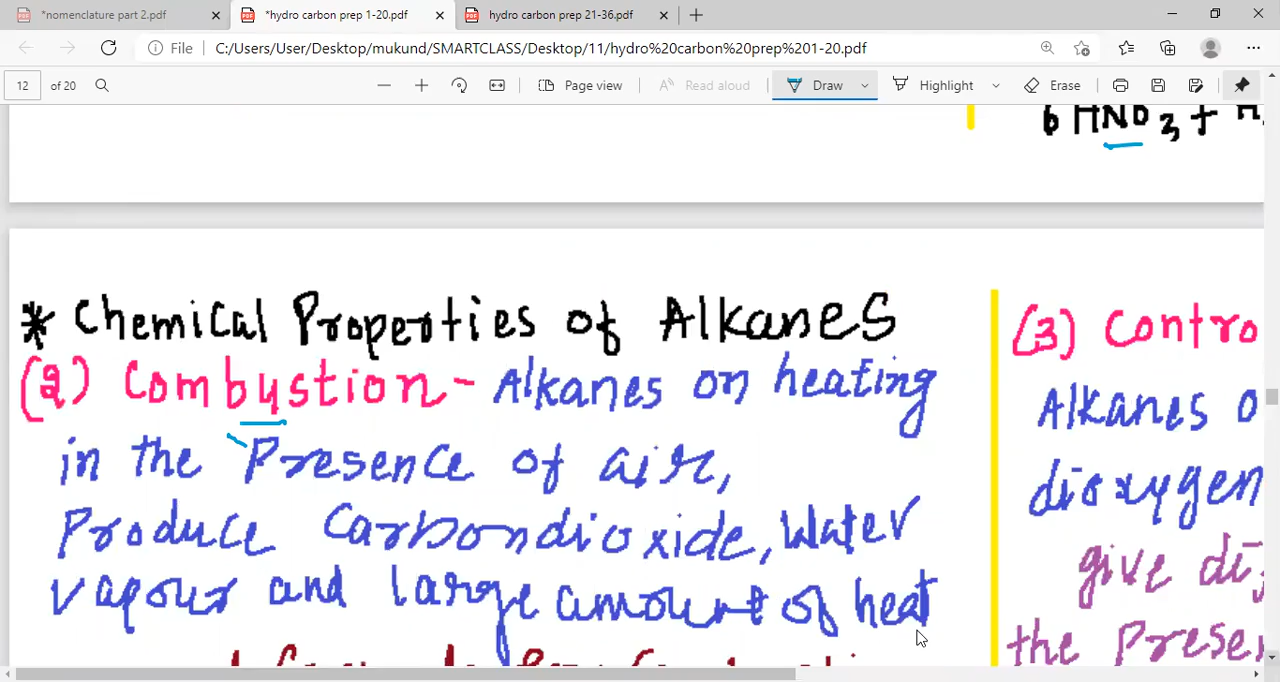 *nomenclature part 2.pdf
*hydro carbon prep 1-20.pdf
hydro carbon prep 21-36.pdf
File
C:/Users/User/Desktop/mukund/SMARTCLASS/Desktop/11/hydro%20carbon%20prep%201-20.pdf
12 of 20
Page view
Read aloud
Draw
Highlight
Erase
6 HNO3 + H
* Chemical Properties of Alkanes
(2) Combustion - Alkanes on heating
in the Presence of air,
Produce Carbondioxide, Water
vapour and large amount of heat
(3) Contro
Alkanes o
dioxygen
give di
the Presen